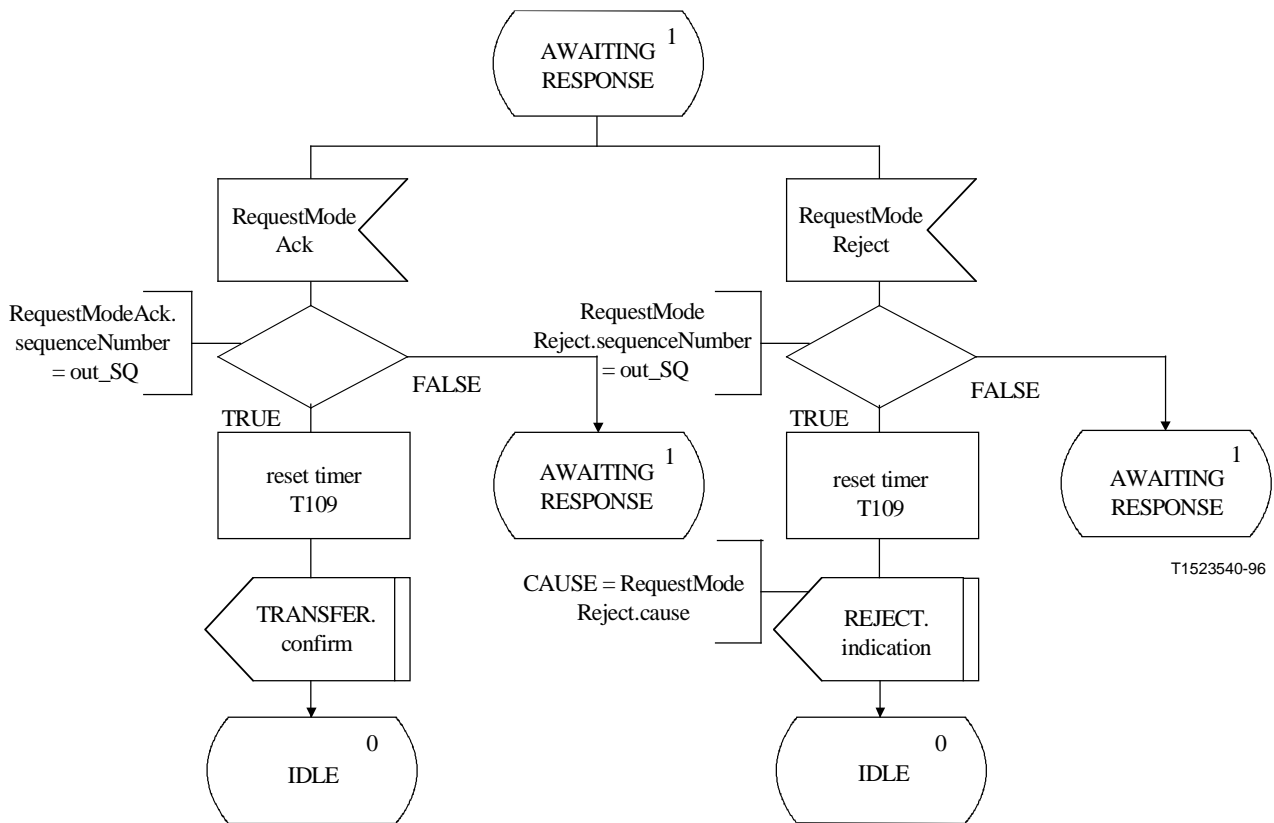 1
AWAITING
RESPONSE
RequestMode
Ack
RequestMode
Reject
RequestModeAck.
sequenceNumber
= out_SQ
FALSE
TRUE
RequestMode
Reject.sequenceNumber
= out_SQ
FALSE
TRUE
reset timer
T109
1
AWAITING
RESPONSE
reset timer
T109
1
AWAITING
RESPONSE
T1523540-96
TRANSFER.
confirm
CAUSE = RequestMode
Reject.cause
REJECT.
indication
0
IDLE
0
IDLE